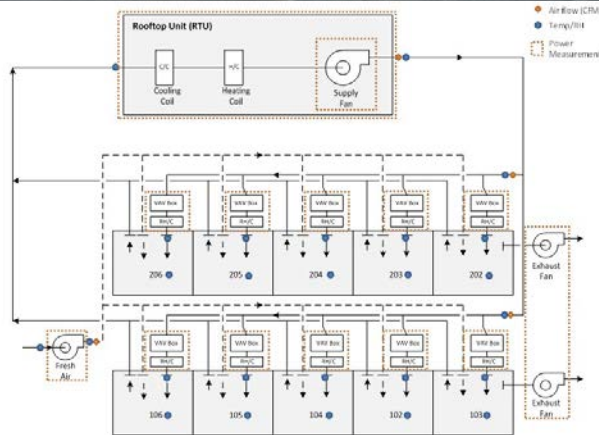 Air flow (CFM)
Temp/RH
Power
Measurement
Rooftop Unit (RTU)
C/C
H/C
Cooling
Coil
Heating
Coil
Supply
Fan
VAV Box
VAV Box
VAV Box
VAV Box
VAV Box
RH/C
RH/C
RH/C
RH/C
RH/C
206
205
204
203
202
Exhaust
Fan
VAV Box
VAV Box
VAV Box
VAV Box
VAV Box
RH/C
RH/C
RH/C
RH/C
RH/C
Fresh
Air
106
105
104
102
103
Exhaust
Fan